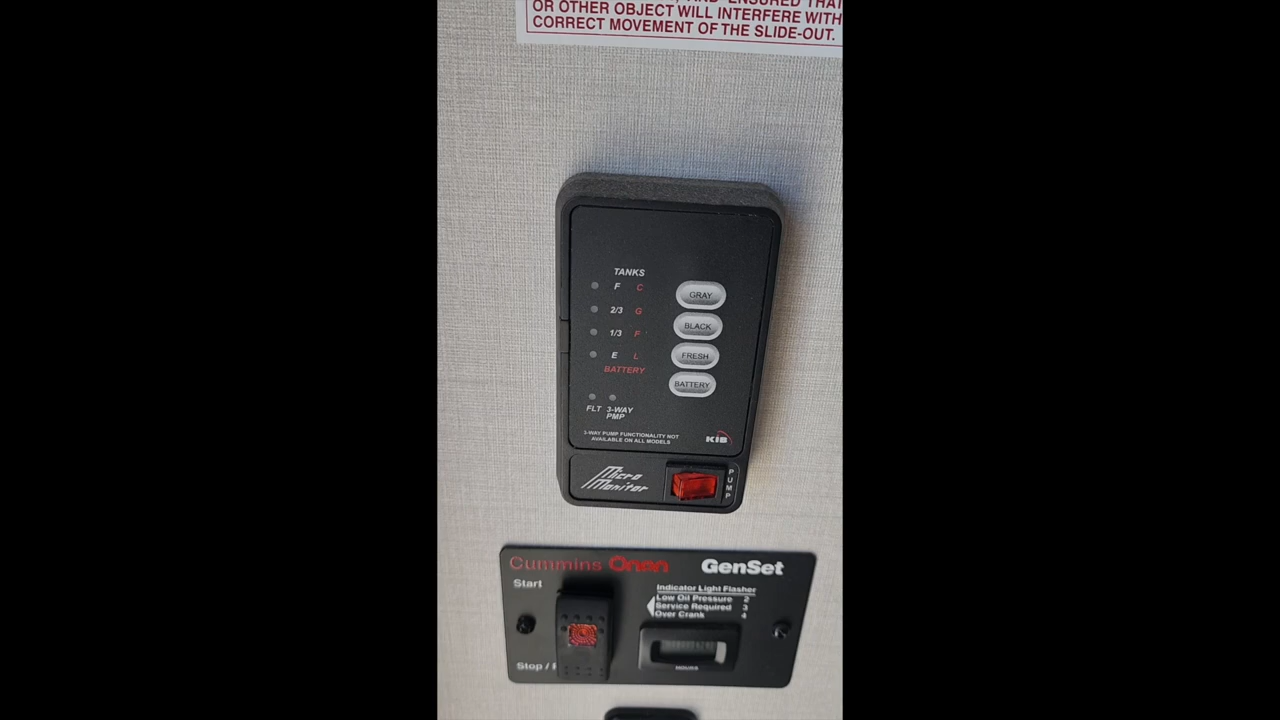 OR OTHER OBJECT WILL INTERFERE WITH
CORRECT MOVEMENT OF THE SLIDE-OUT.
TANKS
F C
2/3 G
1/3 F
E L
BATTERY
GRAY
BLACK
FRESH
BATTERY
FLT 3-WAY
PMP
3-WAY PUMP FUNCTIONALITY NOT
AVAILABLE ON ALL MODELS
KIB
Micro
Monitor
PUMP
Cummins Onan GenSet
Start
Indicator Light Flasher
Low Oil Pressure 2
Service Required 3
Over Crank 4
Stop /
HOURS